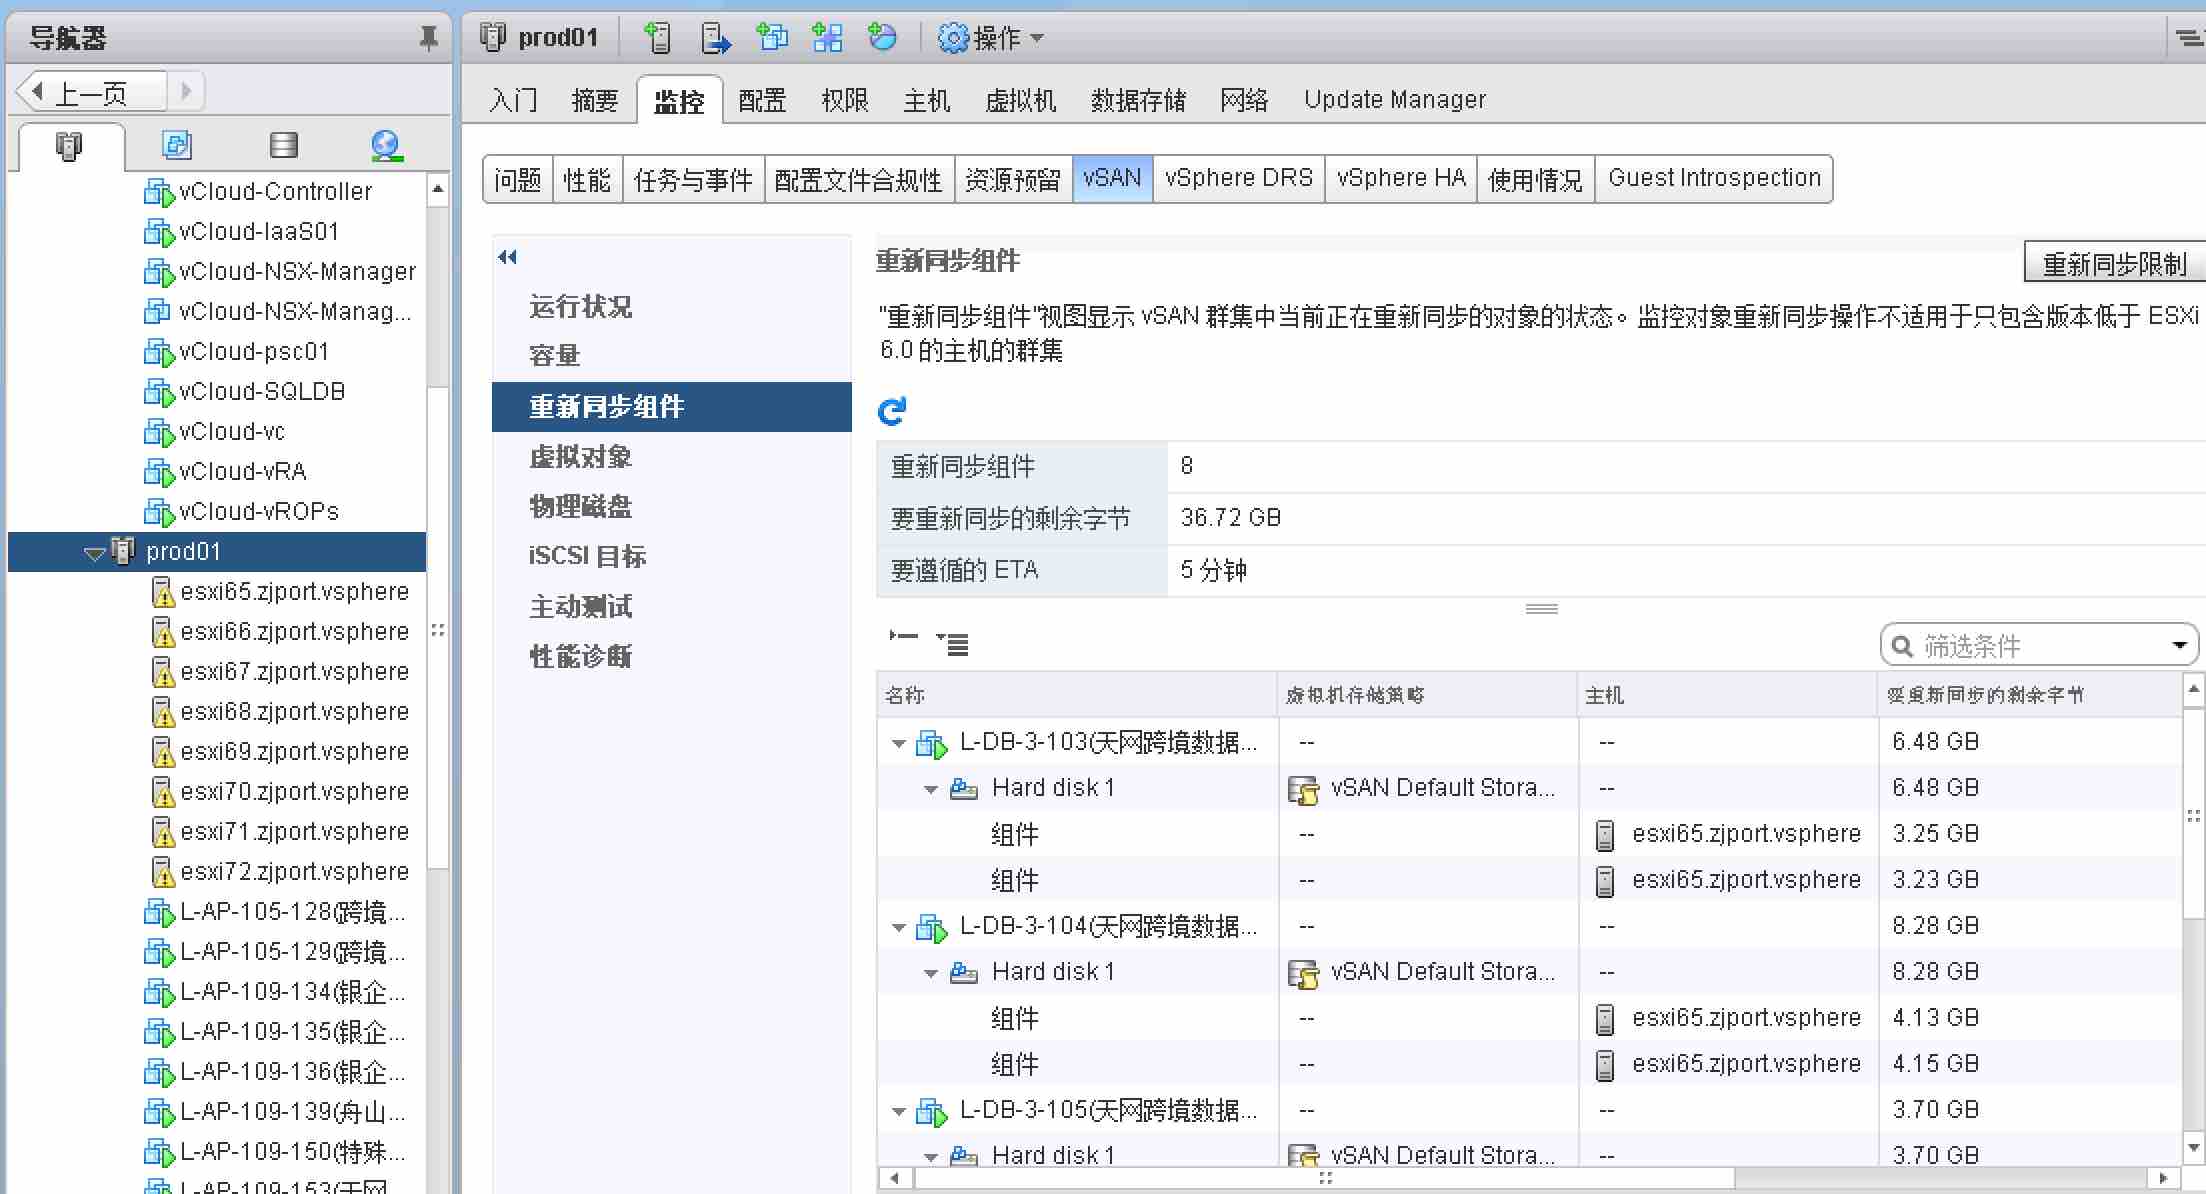 导航器
上一页
vCloud-Controller
vCloud-IaaS01
vCloud-NSX-Manager
vCloud-NSX-Manag...
vCloud-psc01
vCloud-SQLDB
vCloud-vc
vCloud-vRA
vCloud-vROPs
prod01
esxi65.zjport.vsphere
esxi66.zjport.vsphere
esxi67.zjport.vsphere
esxi68.zjport.vsphere
esxi69.zjport.vsphere
esxi70.zjport.vsphere
esxi71.zjport.vsphere
esxi72.zjport.vsphere
L-AP-105-128(跨境...
L-AP-105-129(跨境...
L-AP-109-134(银企...
L-AP-109-135(银企...
L-AP-109-136(银企...
L-AP-109-139(舟山...
L-AP-109-150(特殊...
L-AP-109-153(天网
prod01 操作
入门 摘要 监控 配置 权限 主机 虚拟机 数据存储 网络 Update Manager
问题 性能 任务与事件 配置文件合规性 资源预留 vSAN vSphere DRS vSphere HA 使用情况 Guest Introspection
运行状况
容量
重新同步组件
虚拟对象
物理磁盘
iSCSI 目标
主动测试
性能诊断
重新同步组件 重新同步限制
"重新同步组件"视图显示 vSAN 群集中当前正在重新同步的对象的状态。监控对象重新同步操作不适用于只包含版本低于 ESXi
6.0 的主机的群集
重新同步组件 8
要重新同步的剩余字节 36.72 GB
要遵循的 ETA 5 分钟
筛选条件
名称 虚拟机存储策略 主机 要重新同步的剩余字节
L-DB-3-103(天网跨境数据... -- -- 6.48 GB
Hard disk 1 vSAN Default Stora... -- 6.48 GB
组件 -- esxi65.zjport.vsphere 3.25 GB
组件 -- esxi65.zjport.vsphere 3.23 GB
L-DB-3-104(天网跨境数据... -- -- 8.28 GB
Hard disk 1 vSAN Default Stora... -- 8.28 GB
组件 -- esxi65.zjport.vsphere 4.13 GB
组件 -- esxi65.zjport.vsphere 4.15 GB
L-DB-3-105(天网跨境数据... -- -- 3.70 GB
Hard disk 1 vSAN Default Stora... -- 3.70 GB